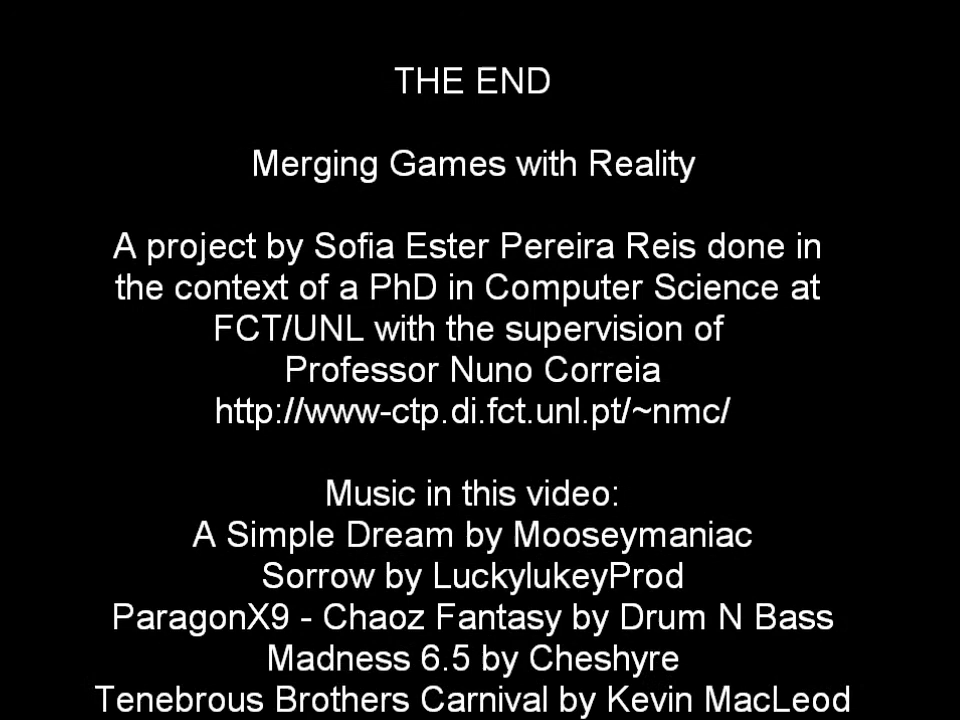 THE END
Merging Games with Reality
A project by Sofia Ester Pereira Reis done in
the context of a PhD in Computer Science at
FCT/UNL with the supervision of
Professor Nuno Correia
http://www-ctp.di.fct.unl.pt/~nmc/
Music in this video:
A Simple Dream by Mooseymaniac
Sorrow by LuckylukeyProd
ParagonX9 - Chaoz Fantasy by Drum N Bass
Madness 6.5 by Cheshyre
Tenebrous Brothers Carnival by Kevin MacLeod